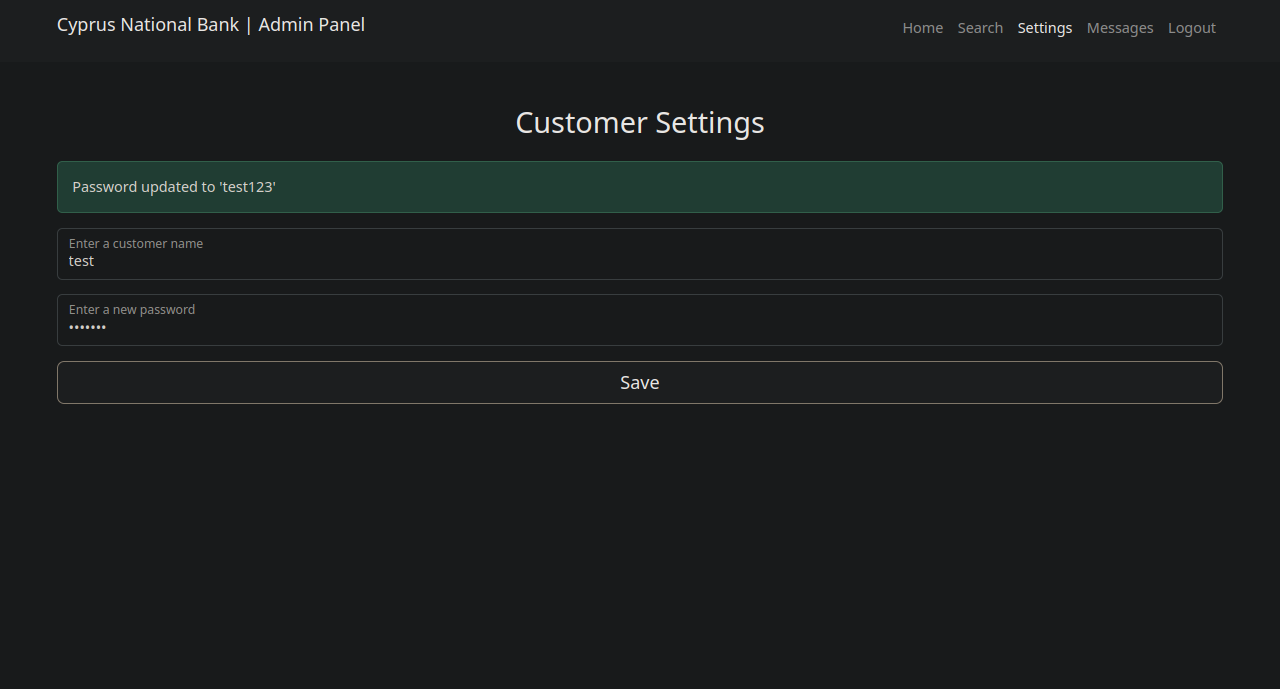 Cyprus National Bank | Admin Panel
Home Search Settings Messages Logout
Customer Settings
Password updated to 'test123'
Enter a customer name
test
Enter a new password
•••••••
Save